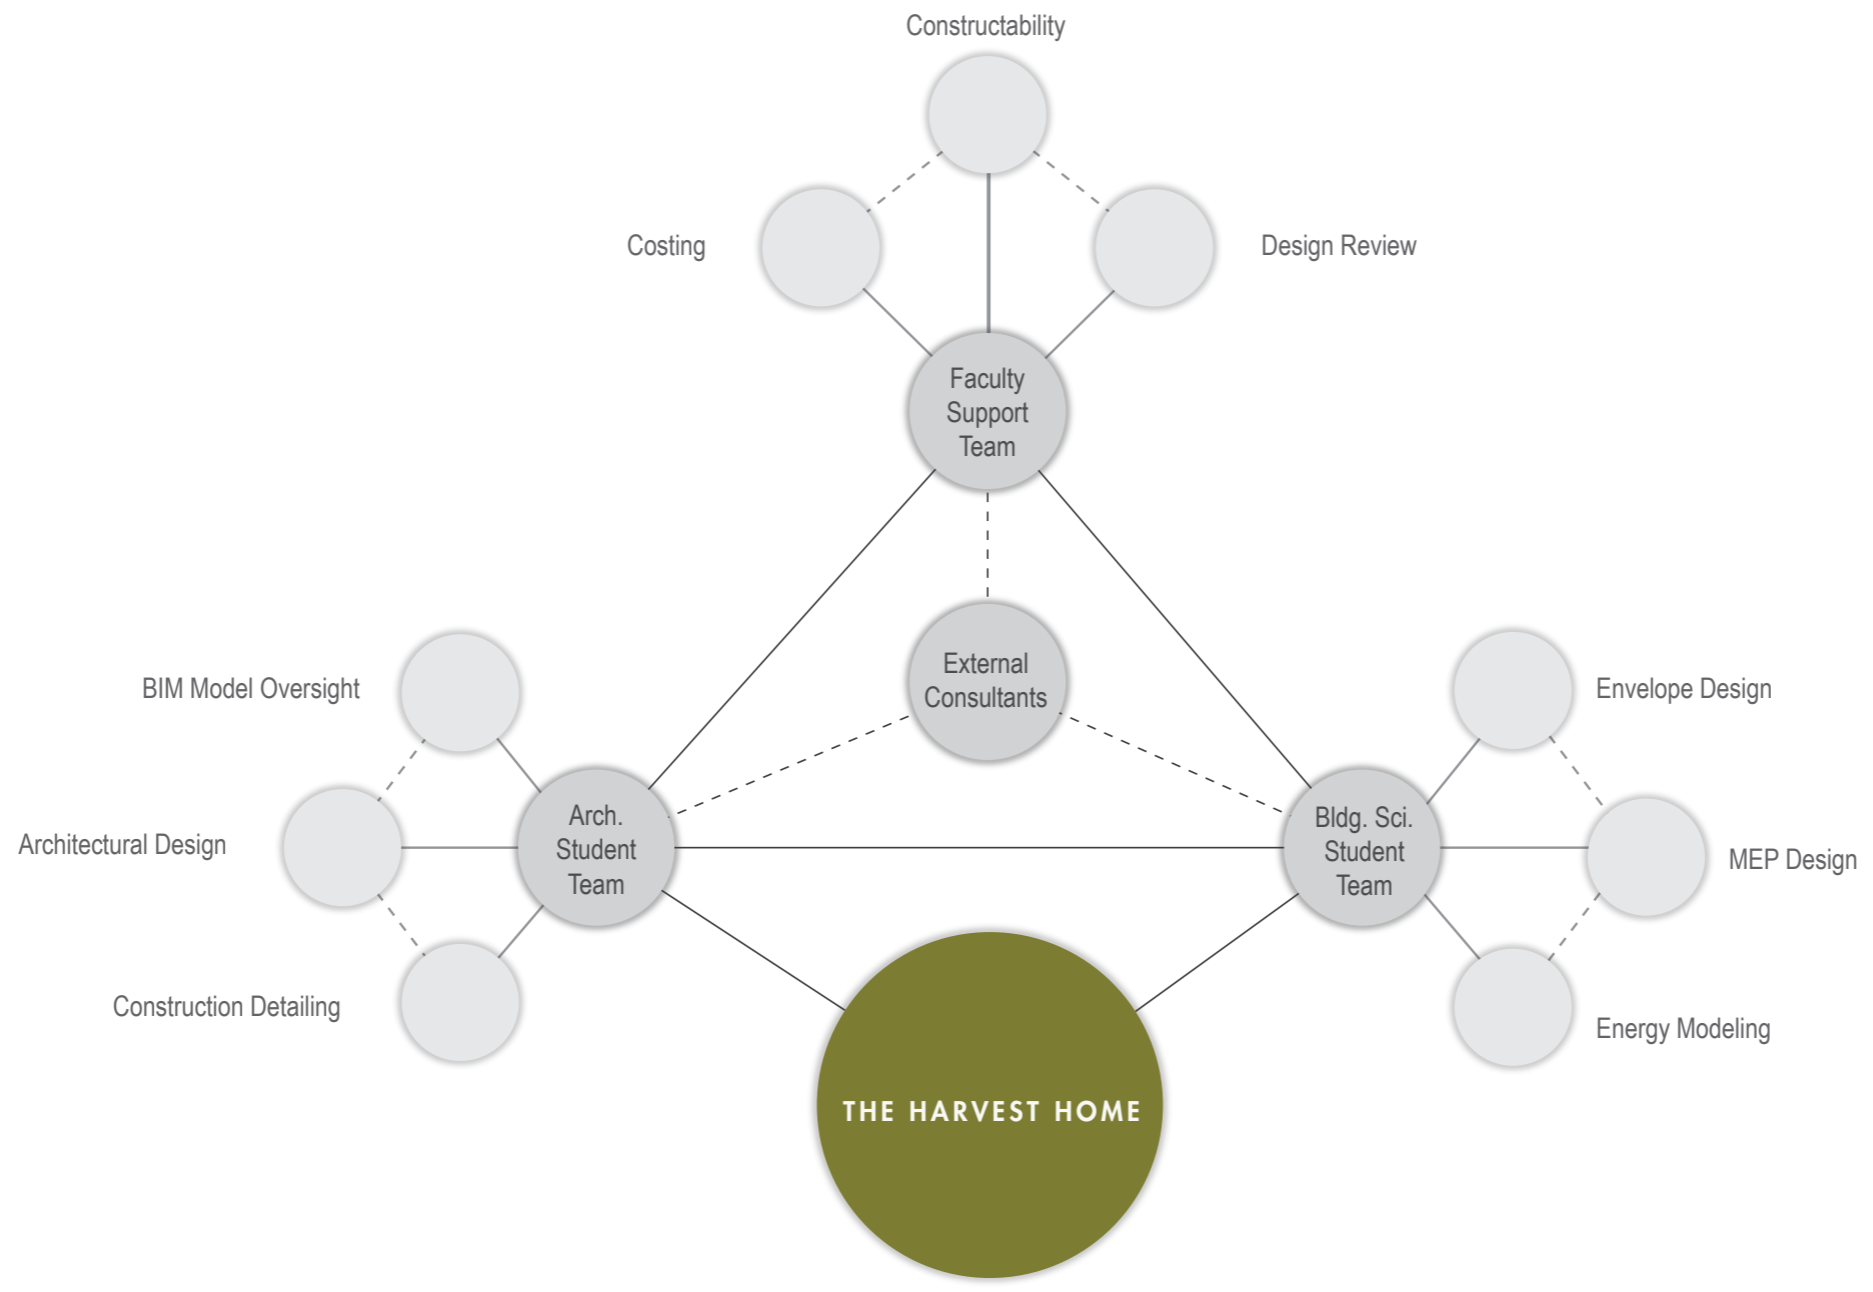 Constructability
Costing
Design Review
Faculty
Support
Team
External
Consultants
BIM Model Oversight
Envelope Design
Architectural Design
Arch.
Student
Team
Bldg. Sci.
Student
Team
MEP Design
Construction Detailing
Energy Modeling
THE HARVEST HOME